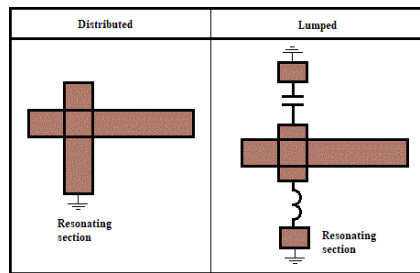 Distributed
Lumped
Resonating
section
Resonating
section